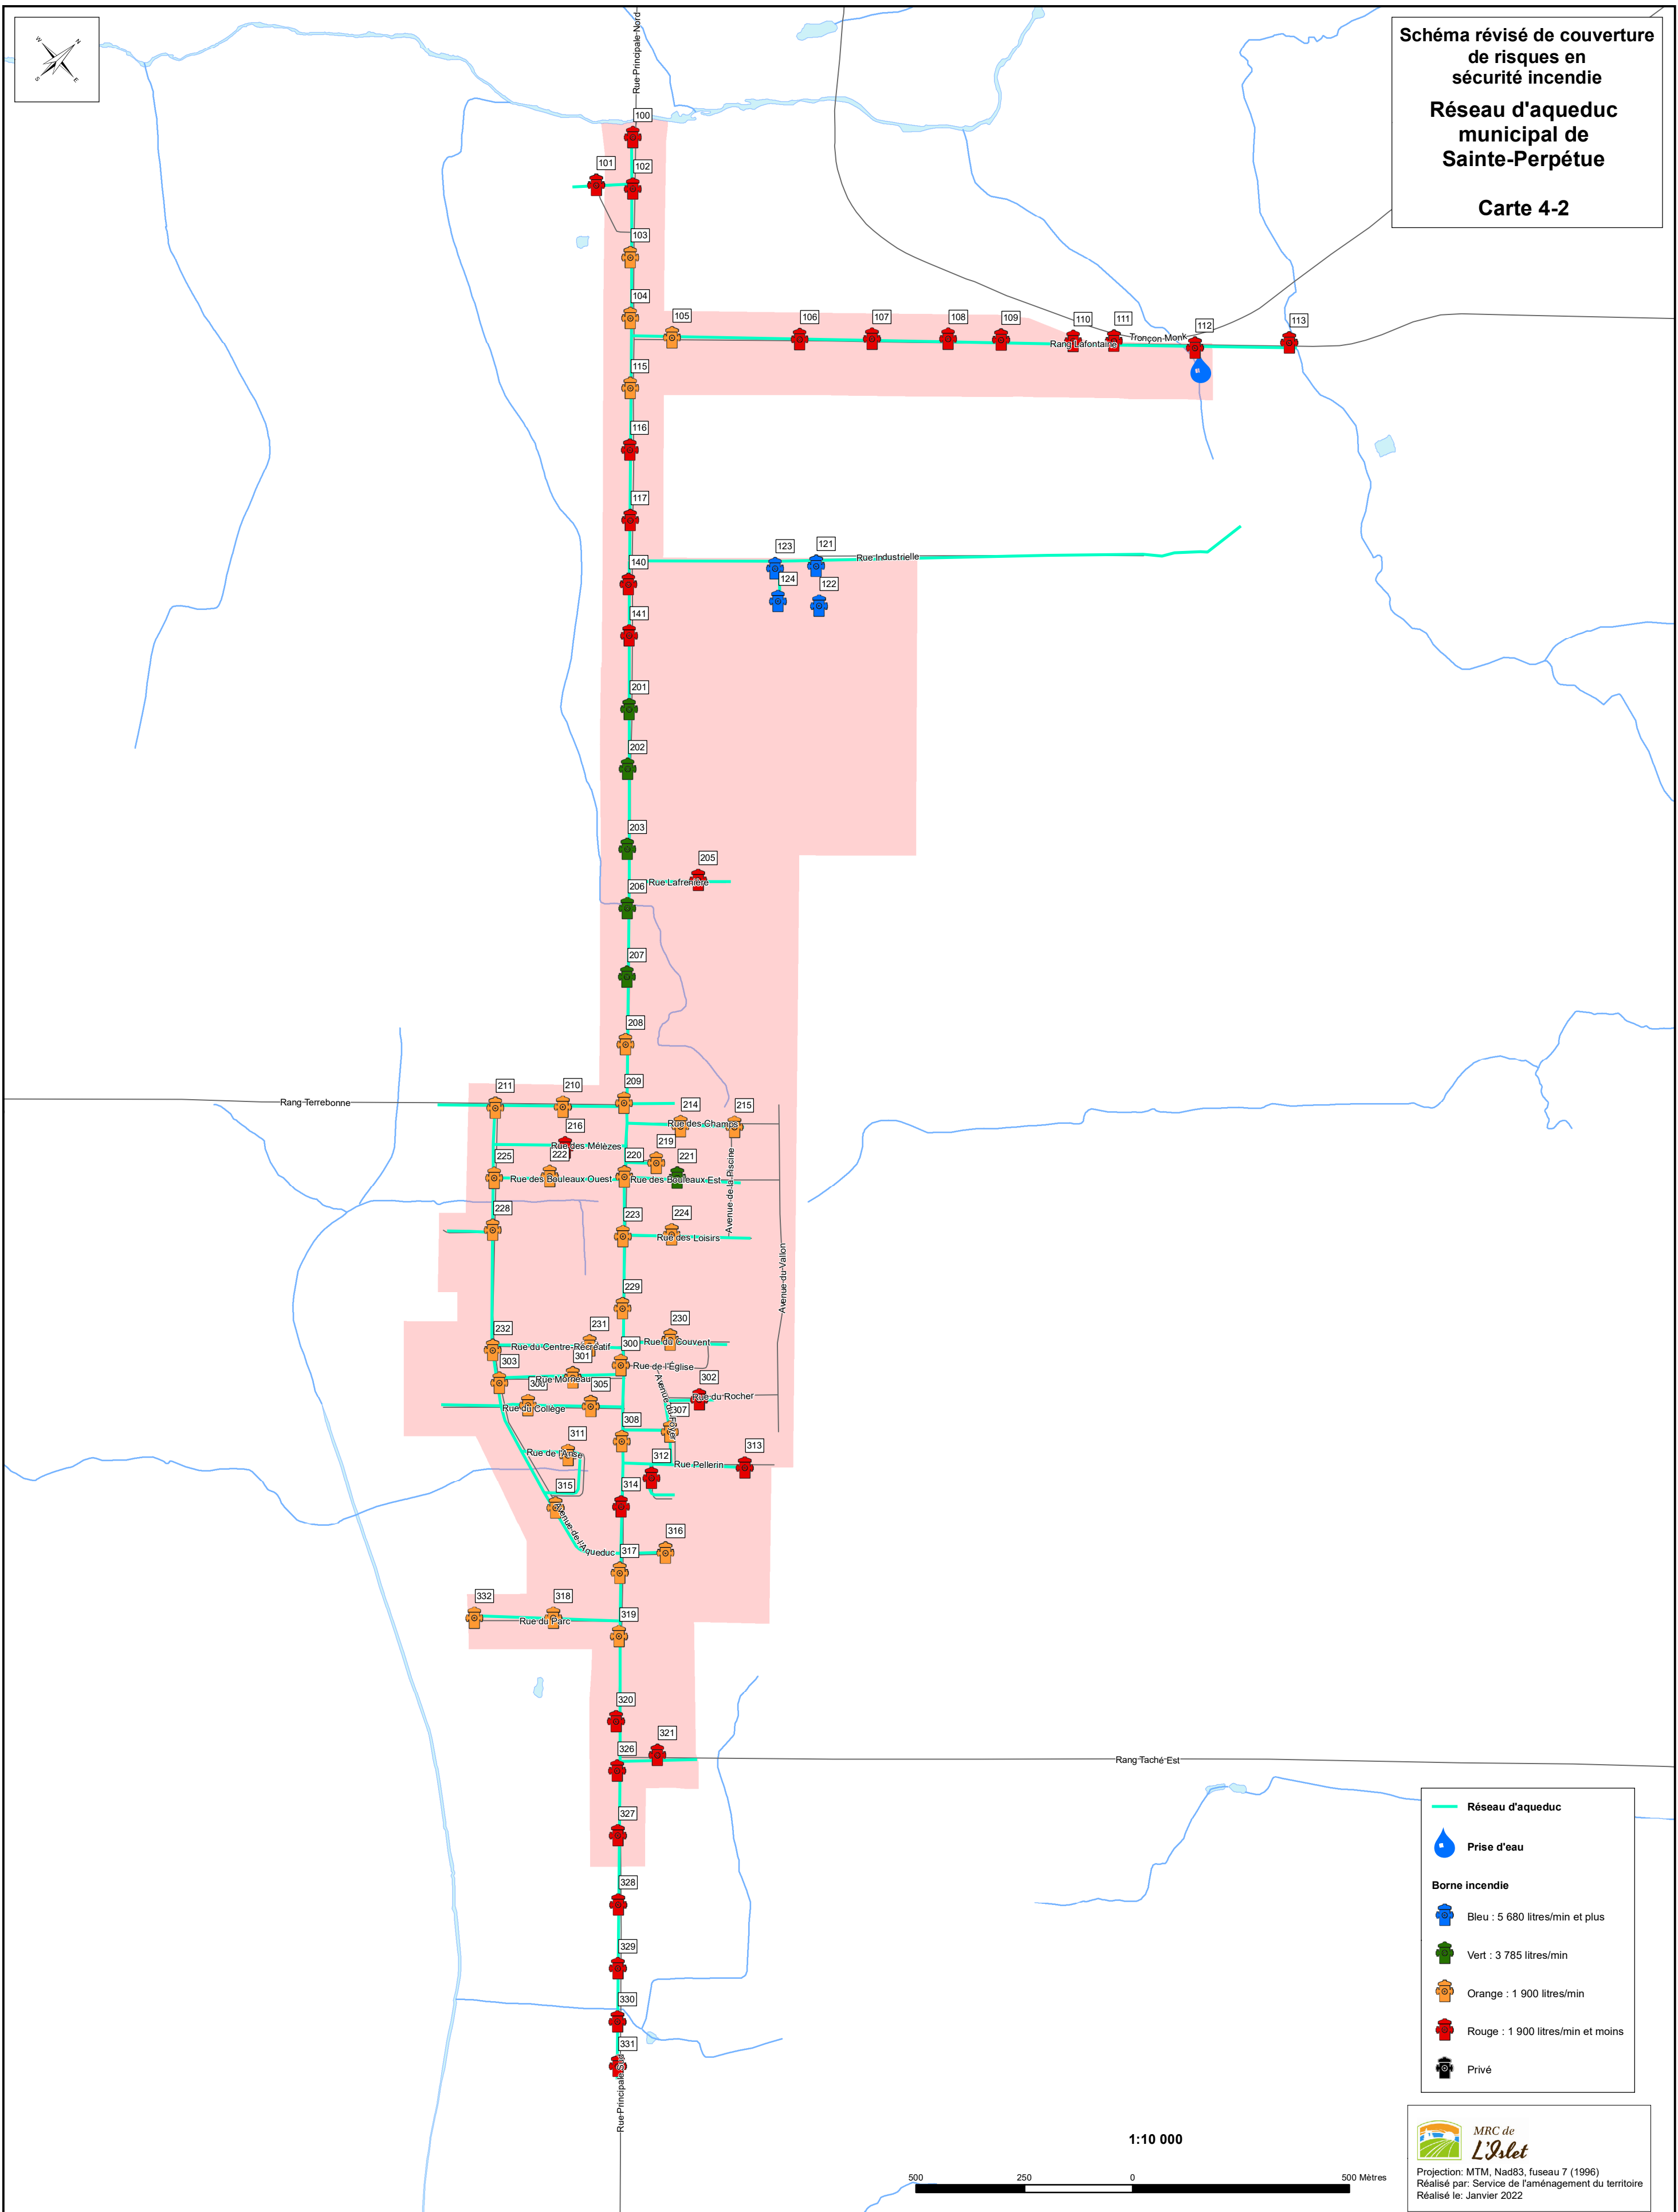 W
N
S
E
Schéma révisé de couverture
de risques en
sécurité incendie
Réseau d'aqueduc
municipal de
Sainte-Perpétue
Carte 4-2
Rue Principale Nord
100
101
102
103
104
105
106
107
108
109
110
111
112
113
Tronçon Monk
Rang Lafontaine
115
116
117
123
121
Rue Industrielle
140
124
122
141
201
202
203
205
Rue Lafrenière
206
207
208
209
210
211
Rang Terrebonne
214
215
Rue des Champs
216
Rue des Mélèzes
219
220
221
222
225
Rue des Bouleaux Ouest
Rue des Bouleaux Est
Avenue de la Piscine
228
223
224
Rue des Loisirs
Avenue du Vallon
229
230
231
232
Rue du Centre-Récréatif
300
Rue du Couvent
301
303
Rue de l'Église
Rue Morneau
302
305
Rue du Rocher
Avenue du Foyer
307
Rue du Collège
308
311
Rue de l'Anse
312
313
Rue Pellerin
314
315
Avenue de l'Aqueduc
316
317
332
318
Rue du Parc
319
320
321
326
Rang Taché Est
327
328
329
330
331
Rue Principale Sud
Réseau d'aqueduc
Prise d'eau
Borne incendie
Bleu : 5 680 litres/min et plus
Vert : 3 785 litres/min
Orange : 1 900 litres/min
Rouge : 1 900 litres/min et moins
Privé
1:10 000
500
250
0
500 Mètres
MRC de
L'Islet
Projection: MTM, Nad83, fuseau 7 (1996)
Réalisé par: Service de l'aménagement du territoire
Réalisé le: Janvier 2022